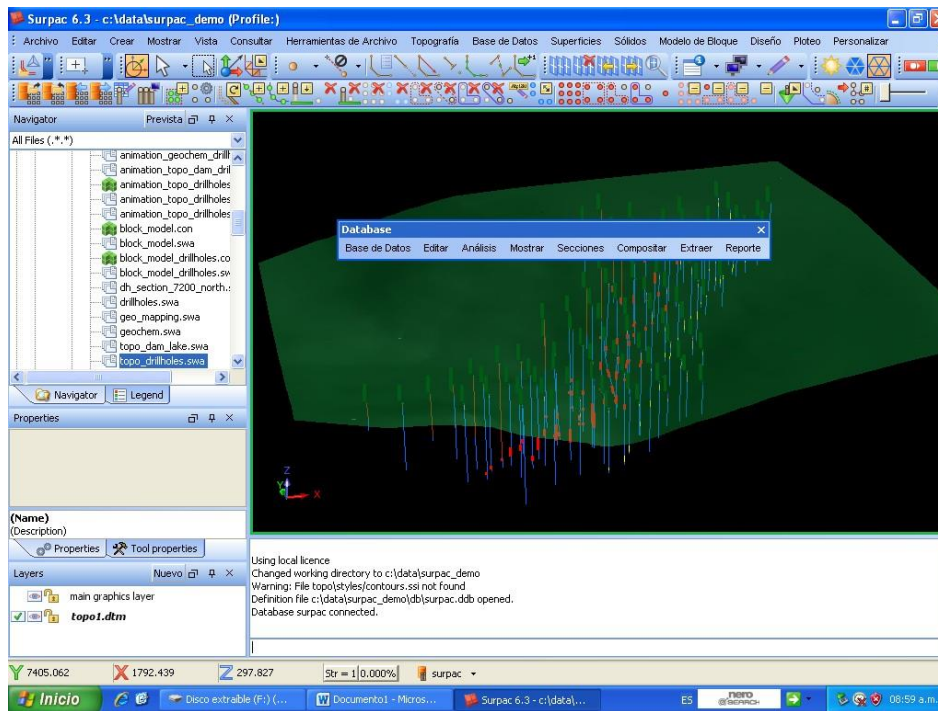 Surpac 6.3 - c:\data\surpac_demo (Profile:)
Archivo Editar Crear Mostrar Vista Consultar Herramientas de Archivo Topografía Base de Datos Superficies Sólidos Modelo de Bloque Diseño Ploteo Personalizar
Navigator Prevista
All Files (.*.*)
animation_geochem_drill
animation_topo_dam_dril
animation_topo_drillholes
animation_topo_drillholes
animation_topo_drillholes
block_model.con
block_model.swa
block_model_drillholes.co
block_model_drillholes.sw
dh_section_7200_north.
drillholes.swa
geo_mapping.swa
geochem.swa
topo_dam_lake.swa
topo_drillholes.swa
Navigator Legend
Database
Base de Datos Editar Análisis Mostrar Secciones Compositar Extraer Reporte
Z
Y
X
Properties
(Name)
(Description)
Properties Tool properties
Layers Nuevo
main graphics layer
topo1.dtm
Using local licence
Changed working directory to c:\data\surpac_demo
Warning: File topo\styles/contours.ssi not found
Definition file c:\data\surpac_demo\db\surpac.ddb opened.
Database surpac connected.
Y 7405.062 X 1792.439 Z 297.827 Str = 1 0.000% surpac
Inicio Disco extraible (F:) (... Documento1 - Micros... Surpac 6.3 - c:\data\... ES nero SEARCH 08:59 a.m.